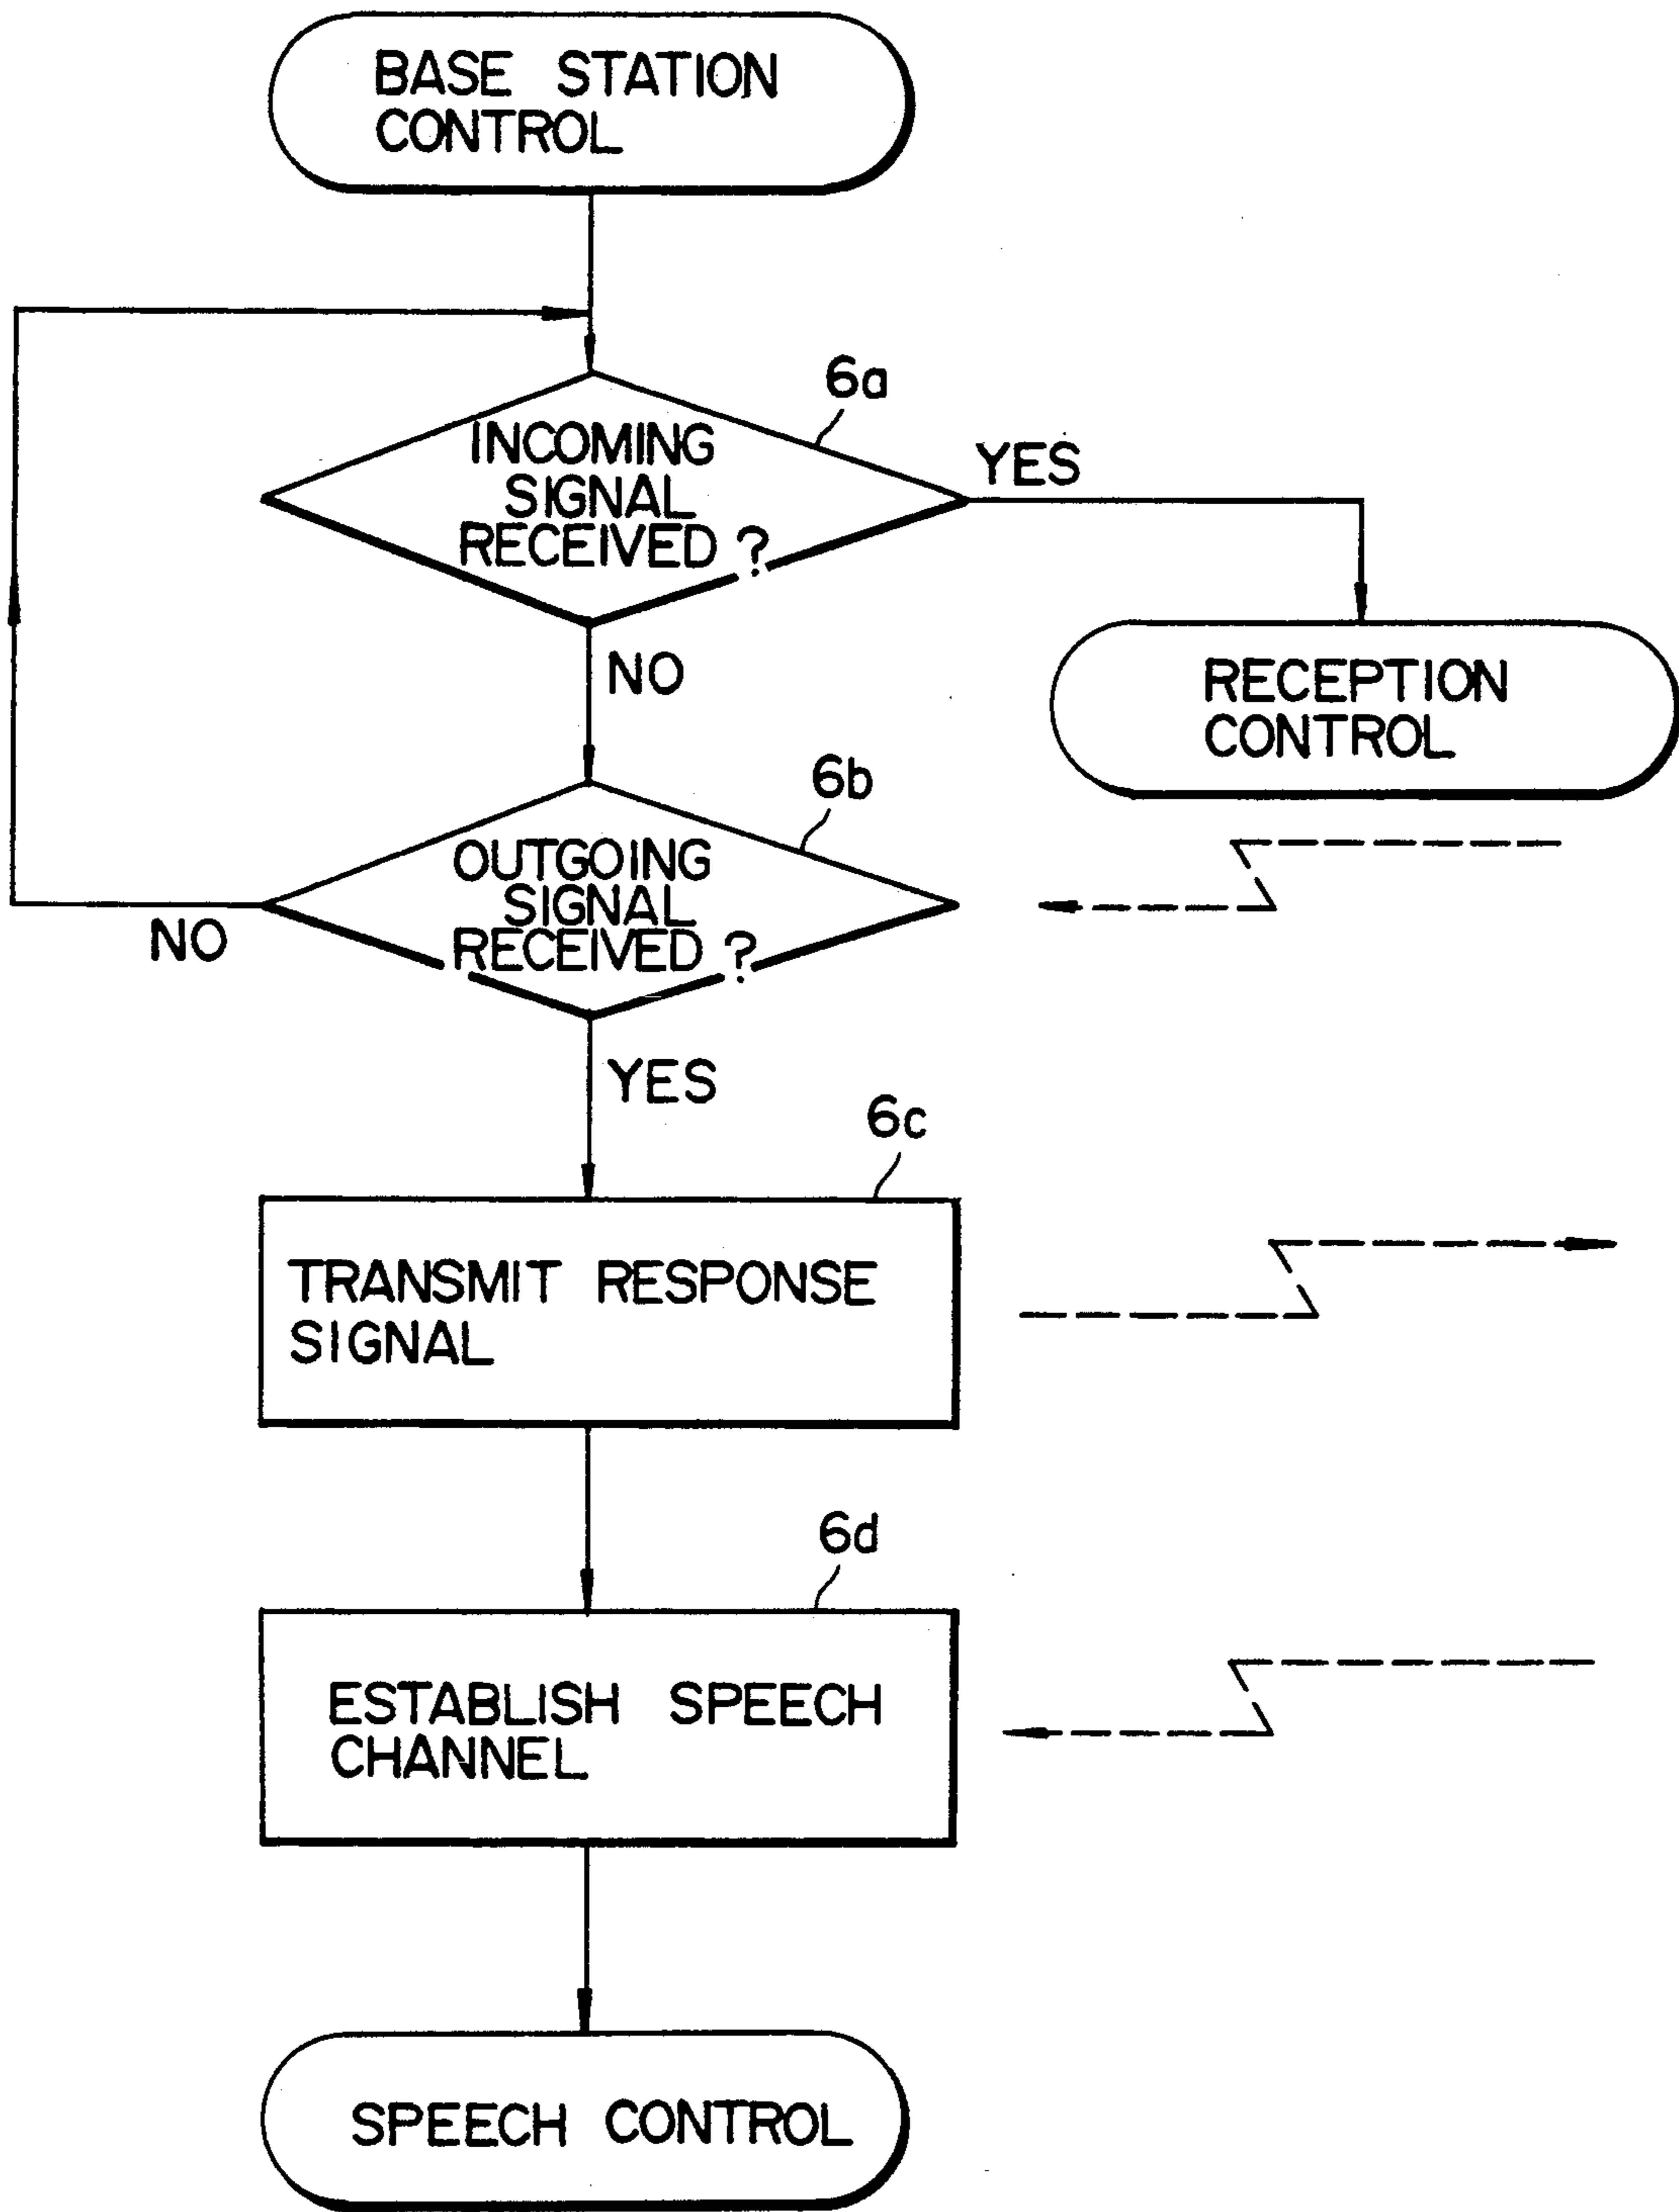 BASE STATION
CONTROL
6a
INCOMING
SIGNAL
RECEIVED ?
YES
NO
RECEPTION
CONTROL
6b
OUTGOING
SIGNAL
RECEIVED ?
NO
YES
6c
TRANSMIT RESPONSE
SIGNAL
6d
ESTABLISH SPEECH
CHANNEL
SPEECH CONTROL